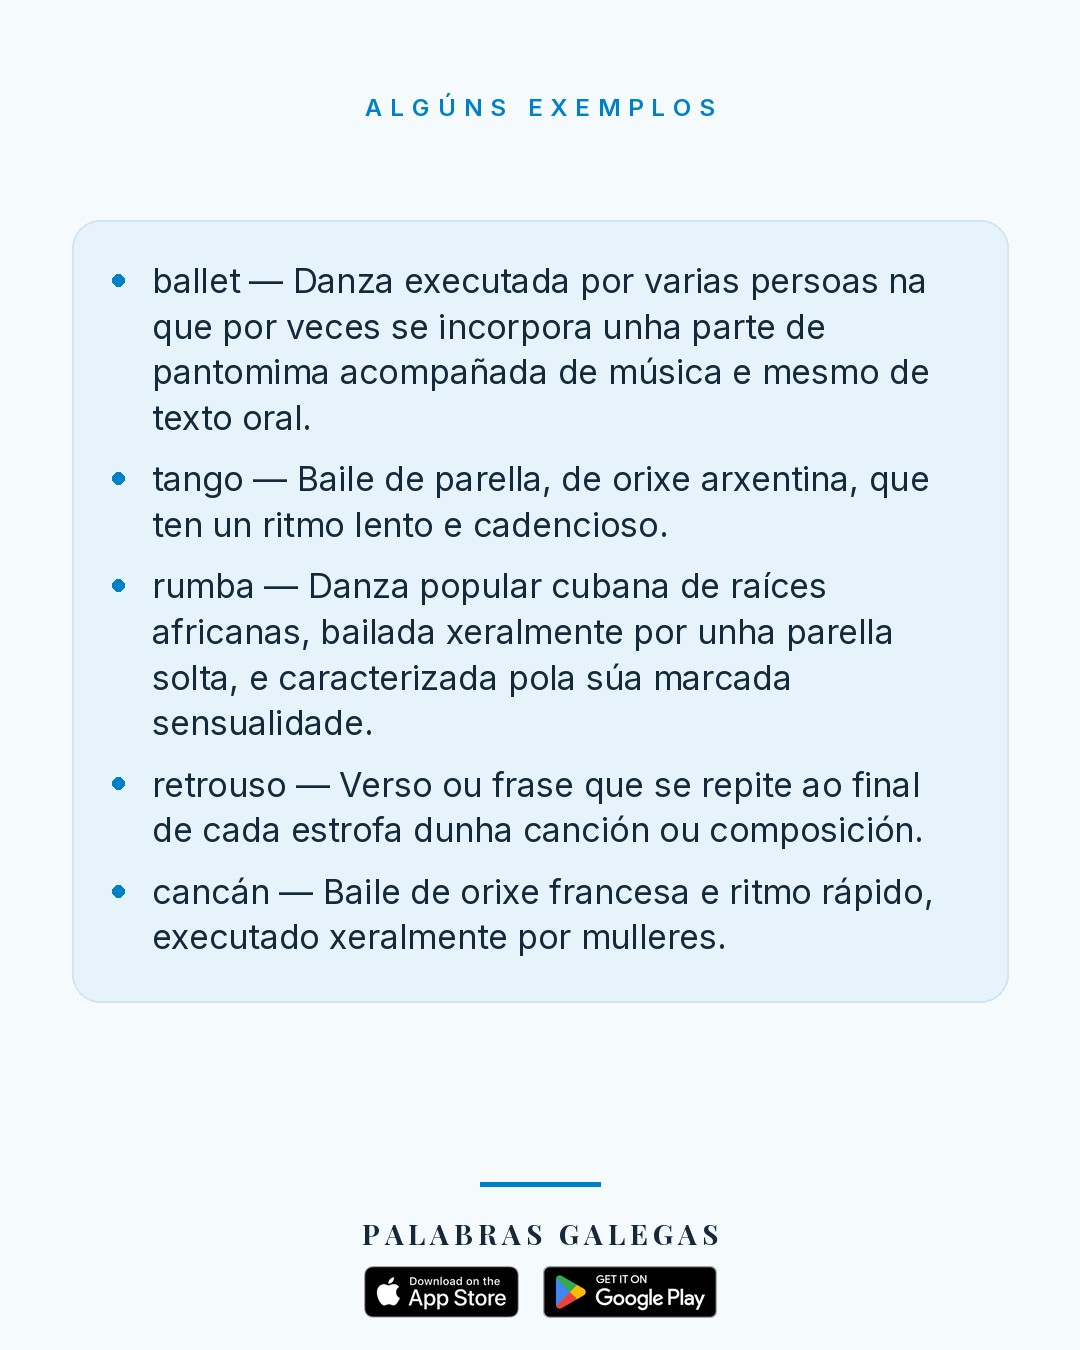 ALGÚNS EXEMPLOS
• ballet — Danza executada por varias persoas na
que por veces se incorpora unha parte de
pantomima acompañada de música e mesmo de
texto oral.
• tango — Baile de parella, de orixe arxentina, que
ten un ritmo lento e cadencioso.
• rumba — Danza popular cubana de raíces
africanas, bailada xeralmente por unha parella
solta, e caracterizada pola súa marcada
sensualidade.
• retrouso — Verso ou frase que se repite ao final
de cada estrofa dunha canción ou composición.
• cancán — Baile de orixe francesa e ritmo rápido,
executado xeralmente por mulleres.
PALABRAS GALEGAS
Download on the
App Store
GET IT ON
Google Play